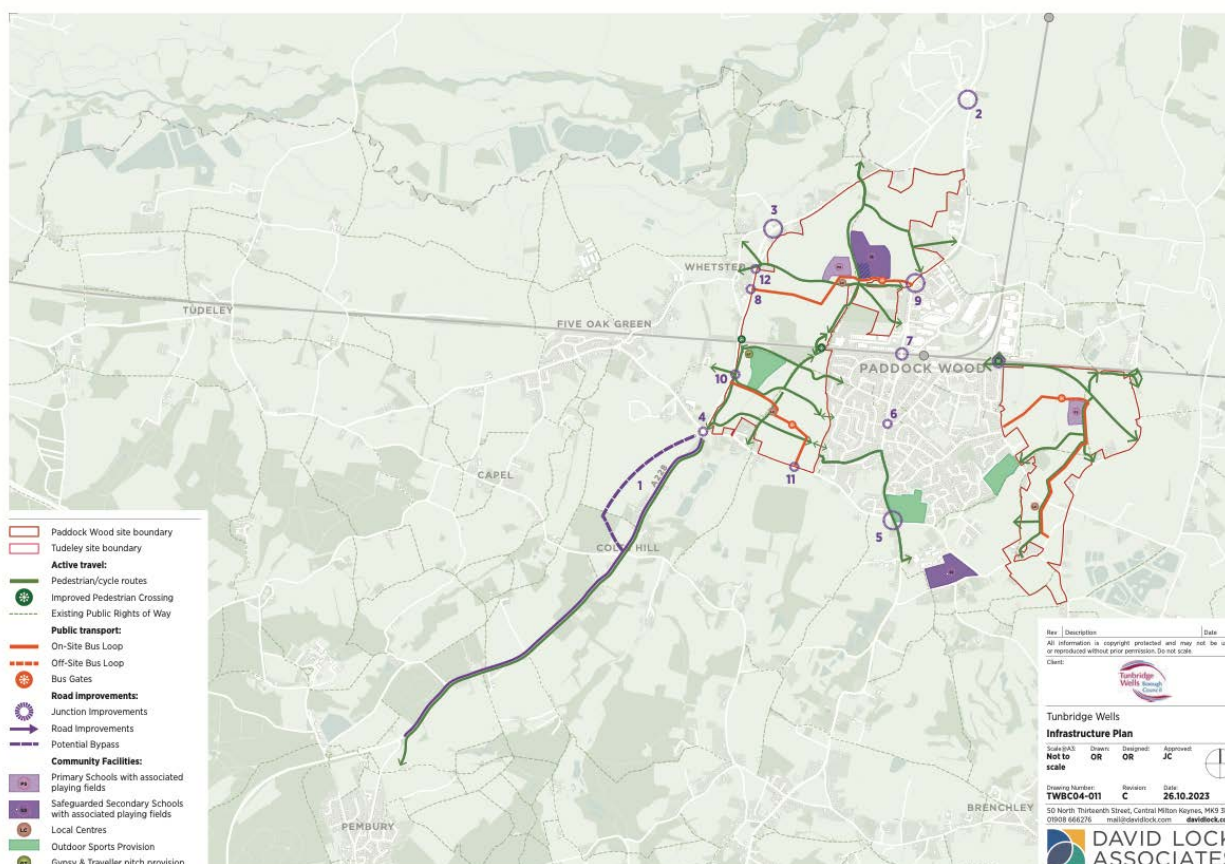 2
3
WHETSTED
12
8
9
TUDELEY
FIVE OAK GREEN
7
PADDOCK WOOD
10
4
6
A228
CAPEL
1
11
COLTS HILL
5
BRENCHLEY
PEMBURY
Paddock Wood site boundary
Tudeley site boundary
Active travel:
Pedestrian/cycle routes
Improved Pedestrian Crossing
Existing Public Rights of Way
Public transport:
On-Site Bus Loop
Off-Site Bus Loop
Bus Gates
Road improvements:
Junction Improvements
Road Improvements
Potential Bypass
Community Facilities:
PS
Primary Schools with associated
playing fields
SS
Safeguarded Secondary Schools
with associated playing fields
LC
Local Centres
Outdoor Sports Provision
Gypsy & Traveller pitch provision
Rev Description Date
All information is copyright protected and may not be u
or reproduced without prior permission. Do not scale.
Client:
Tunbridge
Wells Borough
Council
Tunbridge Wells
Infrastructure Plan
Scale@A3: Drawn: Designed: Approved:
Not to OR OR JC
scale
Drawing Number: Revision: Date:
TWBC04-011 C 26.10.2023
50 North Thirteenth Street, Central Milton Keynes, MK9 3
01908 666276 mail@davidlock.com davidlock.co
DAVID LOCK
ASSOCIATES